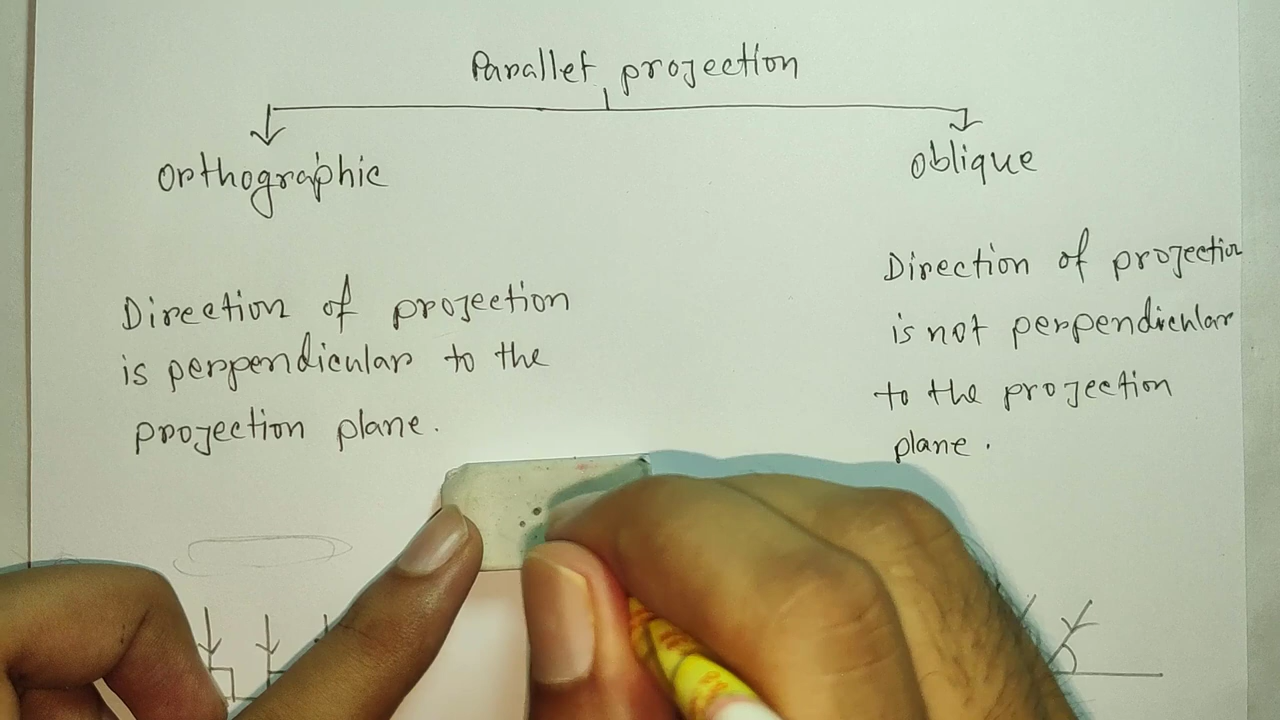 Parallel projection
Orthographic
Oblique
Direction of projection
is perpendicular to the
projection plane.
Direction of projection
is not perpendicular
to the projection
plane.